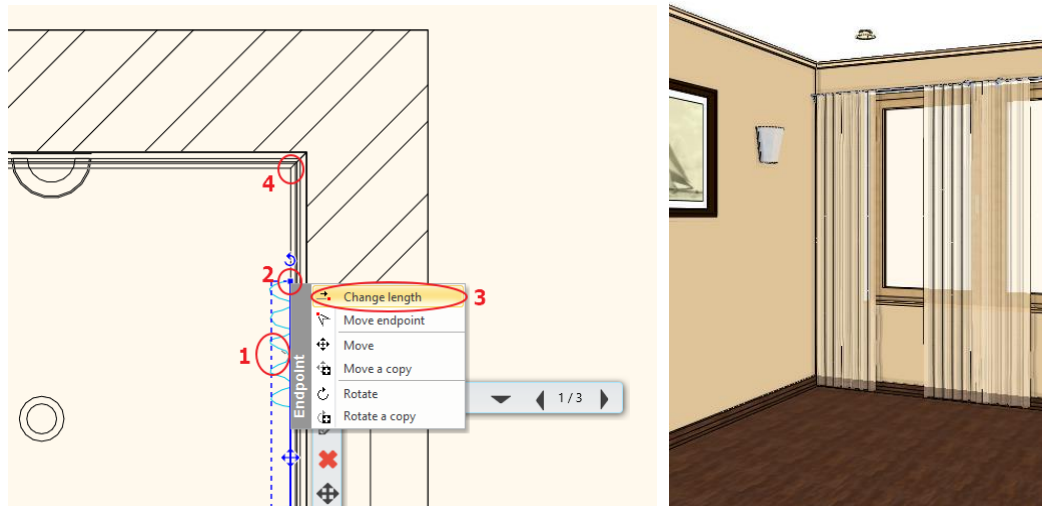 4
2
Change length
3
Move endpoint
1
Move
Move a copy
Endpoint
Rotate
1 / 3
Rotate a copy